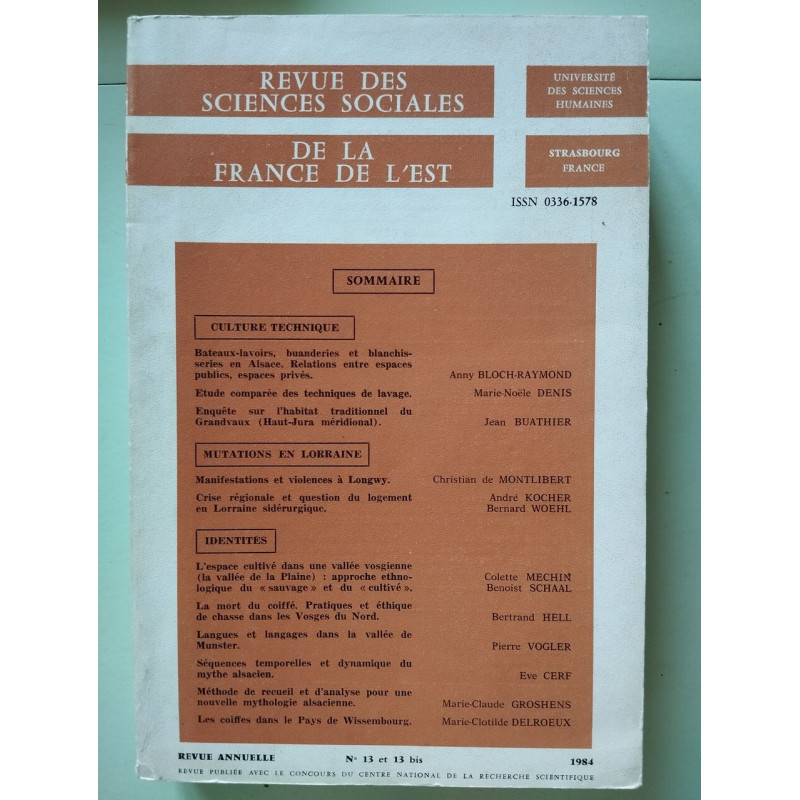 REVUE DES
SCIENCES SOCIALES
UNIVERSITÉ
DES SCIENCES
HUMAINES
DE LA
FRANCE DE L'EST
STRASBOURG
FRANCE
ISSN 0336-1578
SOMMAIRE
CULTURE TECHNIQUE
Bateaux-lavoirs, buanderies et blanchis-
series en Alsace, Relations entre espaces
publics, espaces privés. Anny BLOCH-RAYMOND
Etude comparée des techniques de lavage. Marie-Noële DENIS
Enquête sur l'habitat traditionnel du
Grandvaux (Haut-Jura méridional). Jean BUATHIER
MUTATIONS EN LORRAINE
Manifestations et violences à Longwy. Christian de MONTLIBERT
Crise régionale et question du logement André KOCHER
en Lorraine sidérurgique. Bernard WOEHL
IDENTITÉS
L'espace cultivé dans une vallée vosgienne
(la vallée de la Plaine) : approche ethno- Colette MECHIN
logique du « sauvage » et du « cultivé ». Benoist SCHAAL
La mort du coiffé. Pratiques et éthique
de chasse dans les Vosges du Nord. Bertrand HELL
Langues et langages dans la vallée de
Munster. Pierre VOGLER
Séquences temporelles et dynamique du
mythe alsacien. Eve CERF
Méthode de recueil et d'analyse pour une
nouvelle mythologie alsacienne. Marie-Claude GROSHENS
Les coiffes dans le Pays de Wissembourg. Marie-Clotilde DELROEUX
REVUE ANNUELLE N° 13 et 13 bis 1984
REVUE PUBLIÉE AVEC LE CONCOURS DU CENTRE NATIONAL DE LA RECHERCHE SCIENTIFIQUE